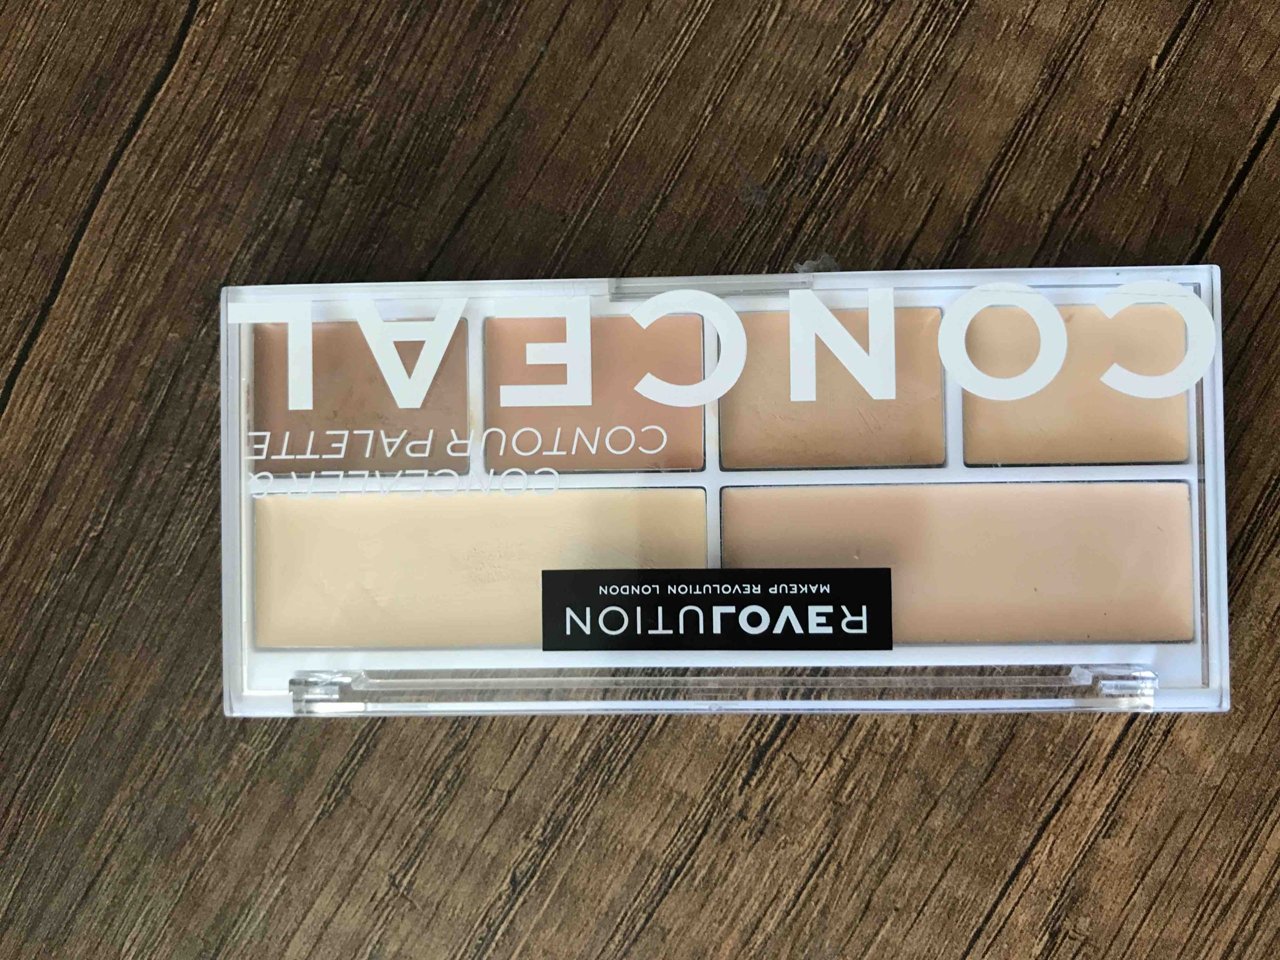 REVOLUTION
MAKEUP REVOLUTION LONDON
CONCEALER &
CONTOUR PALETTE
CONCEAL